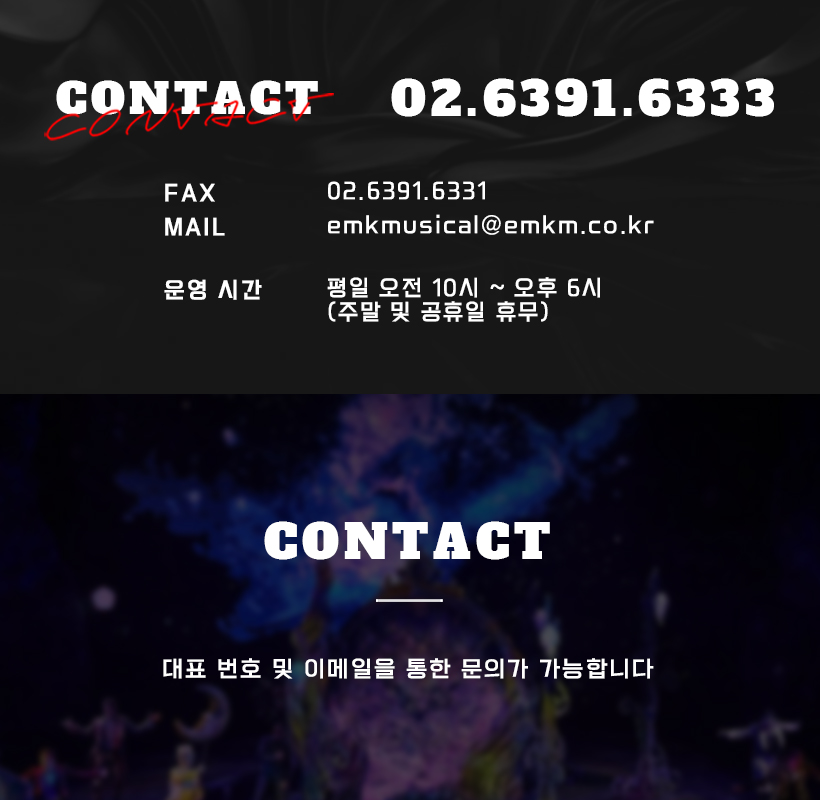 CONTACT 02.6391.6333
CONTACT
FAX 02.6391.6331
MAIL emkmusical@emkm.co.kr
운영 시간 평일 오전 10시 ~ 오후 6시
(주말 및 공휴일 휴무)
CONTACT
대표 번호 및 이메일을 통한 문의가 가능합니다